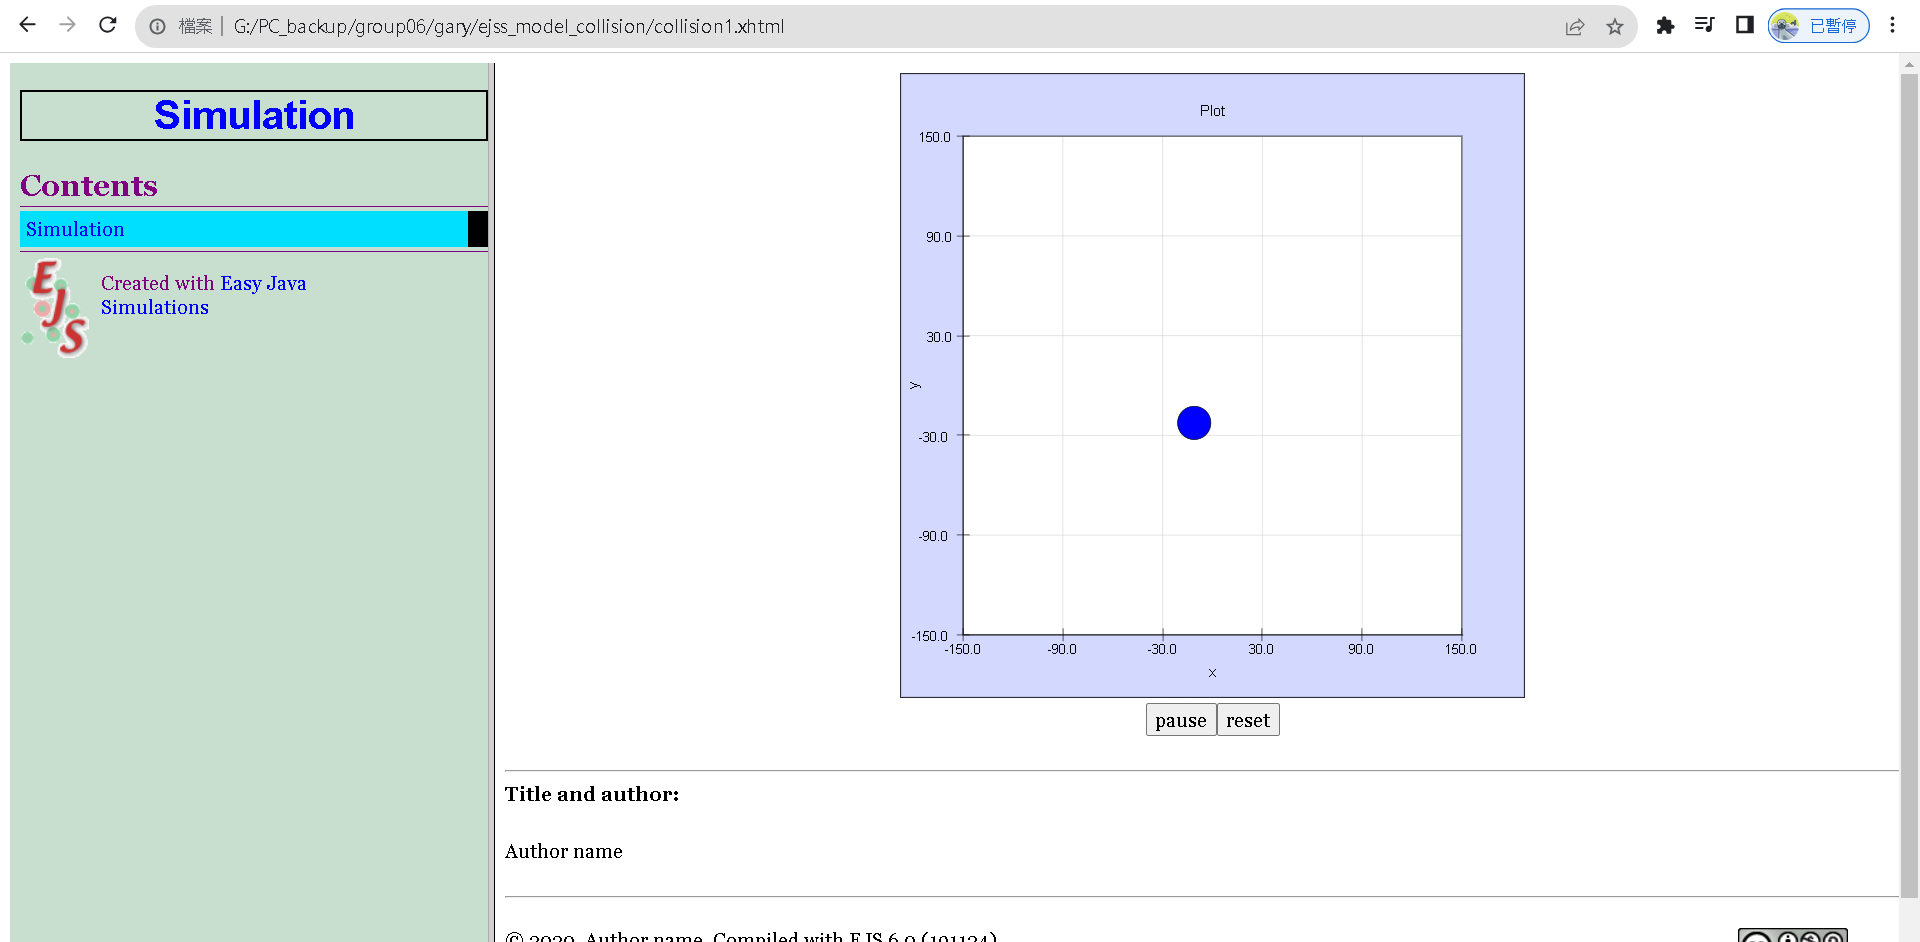 檔案 | G:/PC_backup/group06/gary/ejss_model_collision/collision1.xhtml
已暫停
Simulation
Contents
Simulation
EJS
Created with Easy Java
Simulations
Plot
150.0
90.0
30.0
y
-30.0
-90.0
-150.0
-150.0 -90.0 -30.0 30.0 90.0 150.0
x
pause reset
Title and author:
Author name
© 2020, Author name. Compiled with EJS 6.0 (191124)